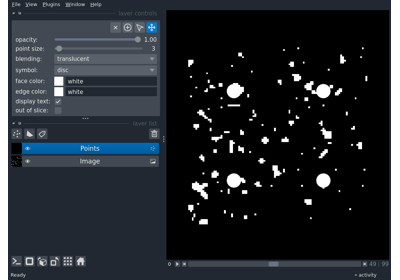 File View Plugins Window Help
layer controls
opacity: 1.00
point size: 3
blending: translucent
symbol: disc
face color: white
edge color: white
display text: ✓
out of slice:
layer list
Points
Image
49 99
Ready activity